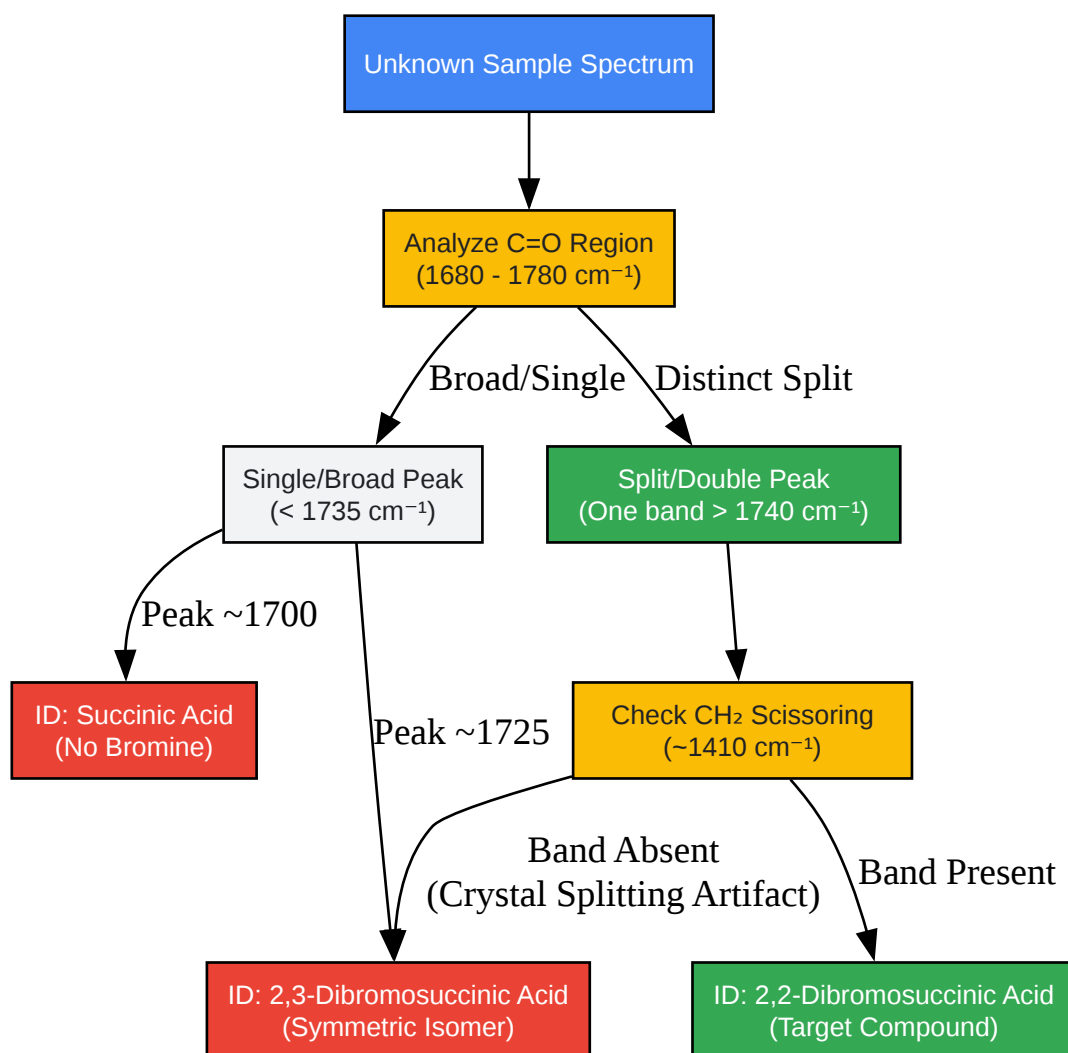 Unknown Sample Spectrum
Analyze C=O Region
(1680 - 1780 cm⁻¹)
Broad/Single
Distinct Split
Single/Broad Peak
(< 1735 cm⁻¹)
Split/Double Peak
(One band > 1740 cm⁻¹)
Peak ~1700
ID: Succinic Acid
(No Bromine)
Peak ~1725
Check CH₂ Scissoring
(~1410 cm⁻¹)
Band Absent
(Crystal Splitting Artifact)
Band Present
ID: 2,3-Dibromosuccinic Acid
(Symmetric Isomer)
ID: 2,2-Dibromosuccinic Acid
(Target Compound)